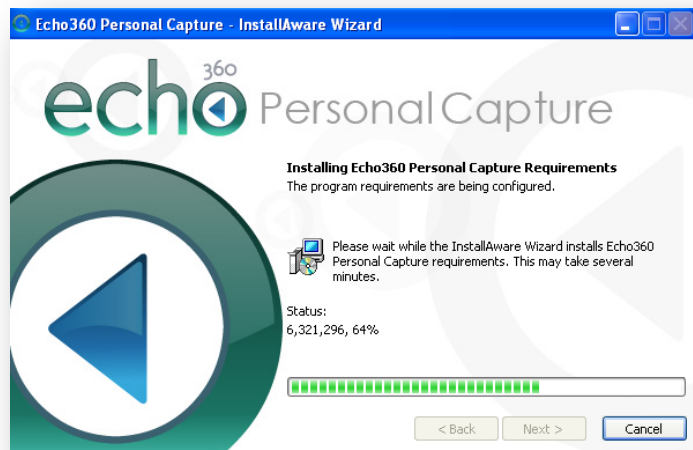 Echo360 Personal Capture - InstallAware Wizard
echo 360 Personal Capture
Installing Echo360 Personal Capture Requirements
The program requirements are being configured.
Please wait while the InstallAware Wizard installs Echo360
Personal Capture requirements. This may take several
minutes.
Status:
6,321,296, 64%
< Back Next > Cancel